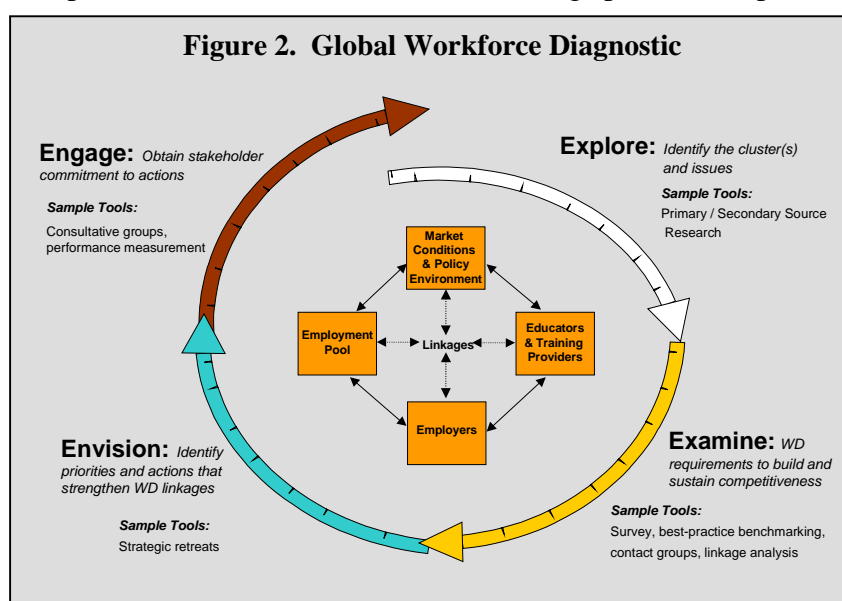 Figure 2. Global Workforce Diagnostic
Engage: Obtain stakeholder
commitment to actions
Sample Tools:
Consultative groups,
performance measurement
Explore: Identify the cluster(s)
and issues
Sample Tools:
Primary / Secondary Source
Research
Market
Conditions
& Policy
Environment
Employment
Pool
Linkages
Educators
& Training
Providers
Employers
Envision: Identify
priorities and actions that
strengthen WD linkages
Sample Tools:
Strategic retreats
Examine: WD
requirements to build and
sustain competitiveness
Sample Tools:
Survey, best-practice benchmarking,
contact groups, linkage analysis